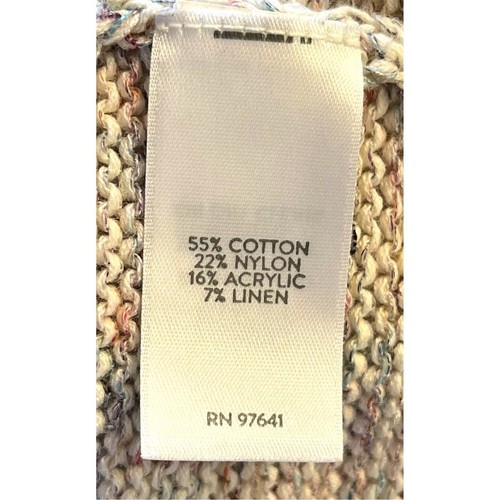 55% COTTON
22% NYLON
16% ACRYLIC
7% LINEN
RN 97641